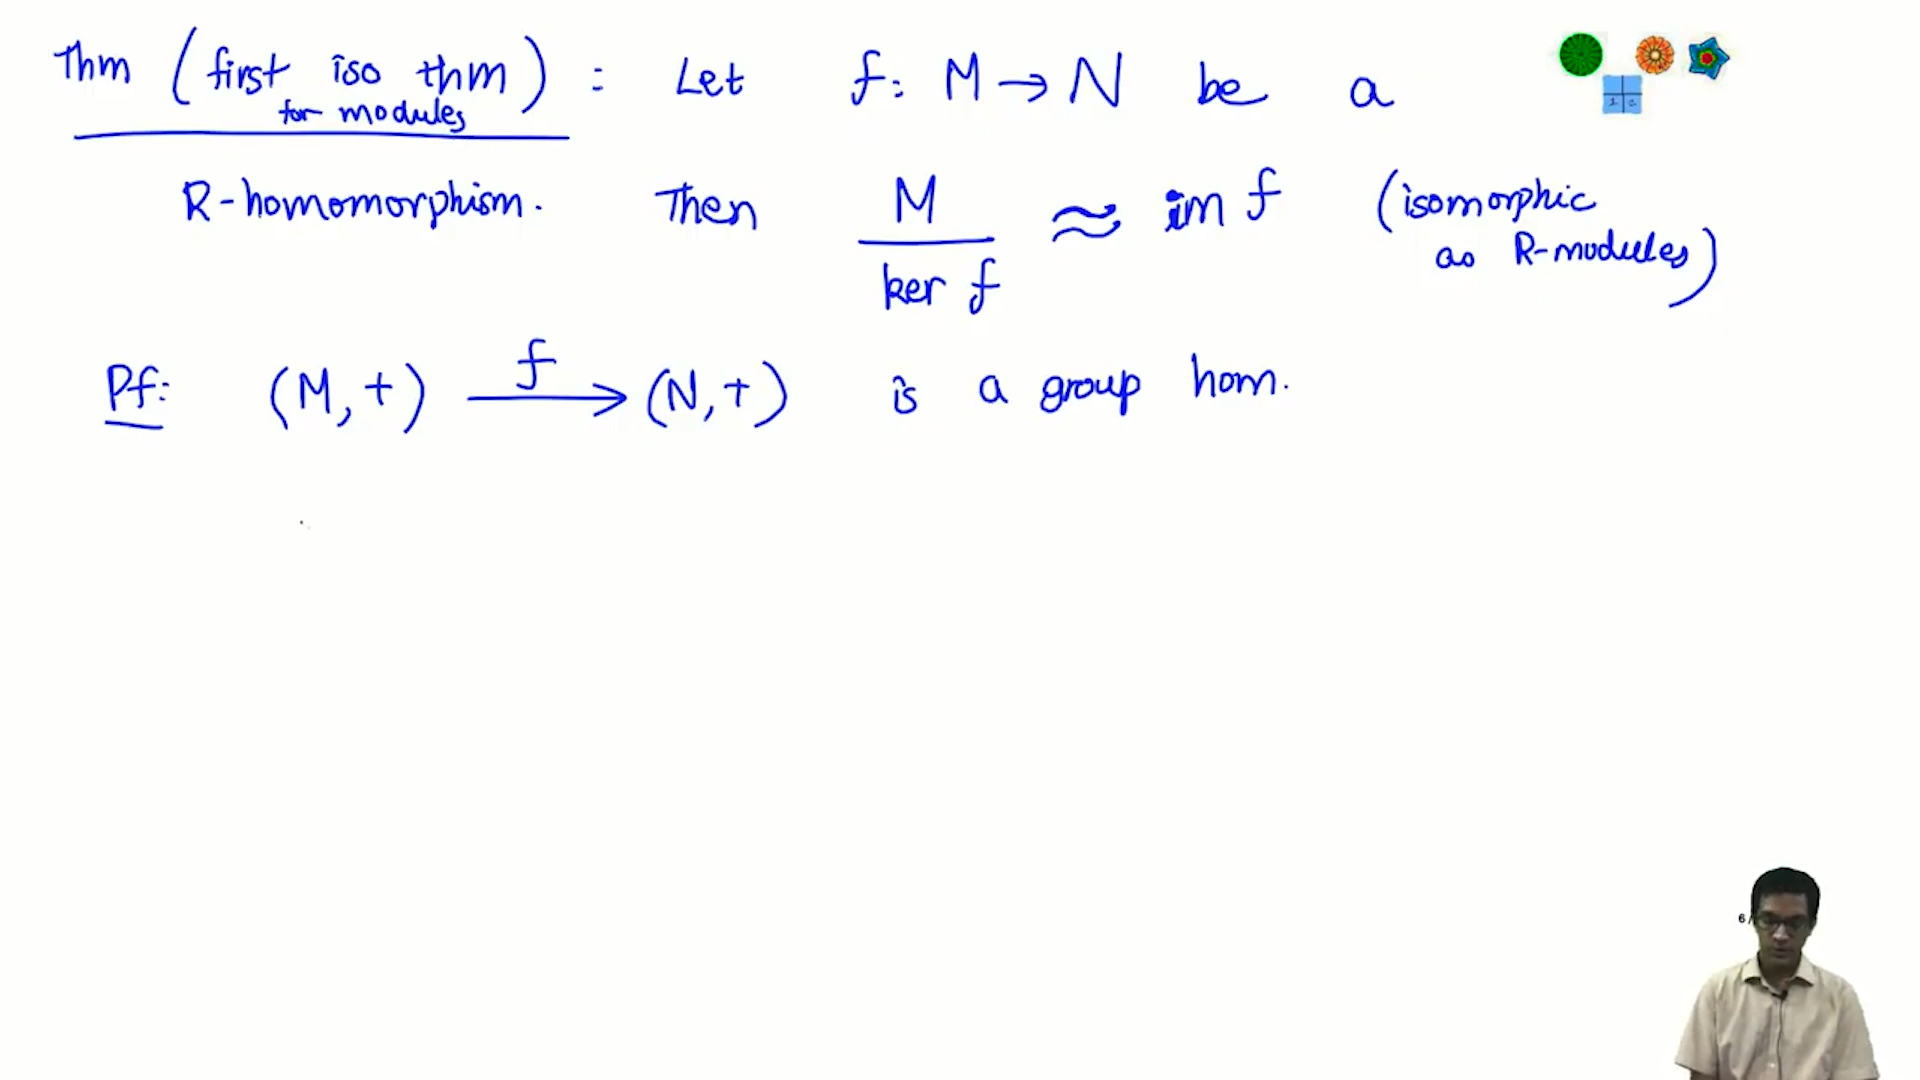 Thm (first iso thm) : Let f: M → N be a
for modules
R-homomorphism. Then M/ker f ≈ im f (isomorphic
as R-modules)
Pf: (M, +) —f→ (N, +) is a group hom.
6/